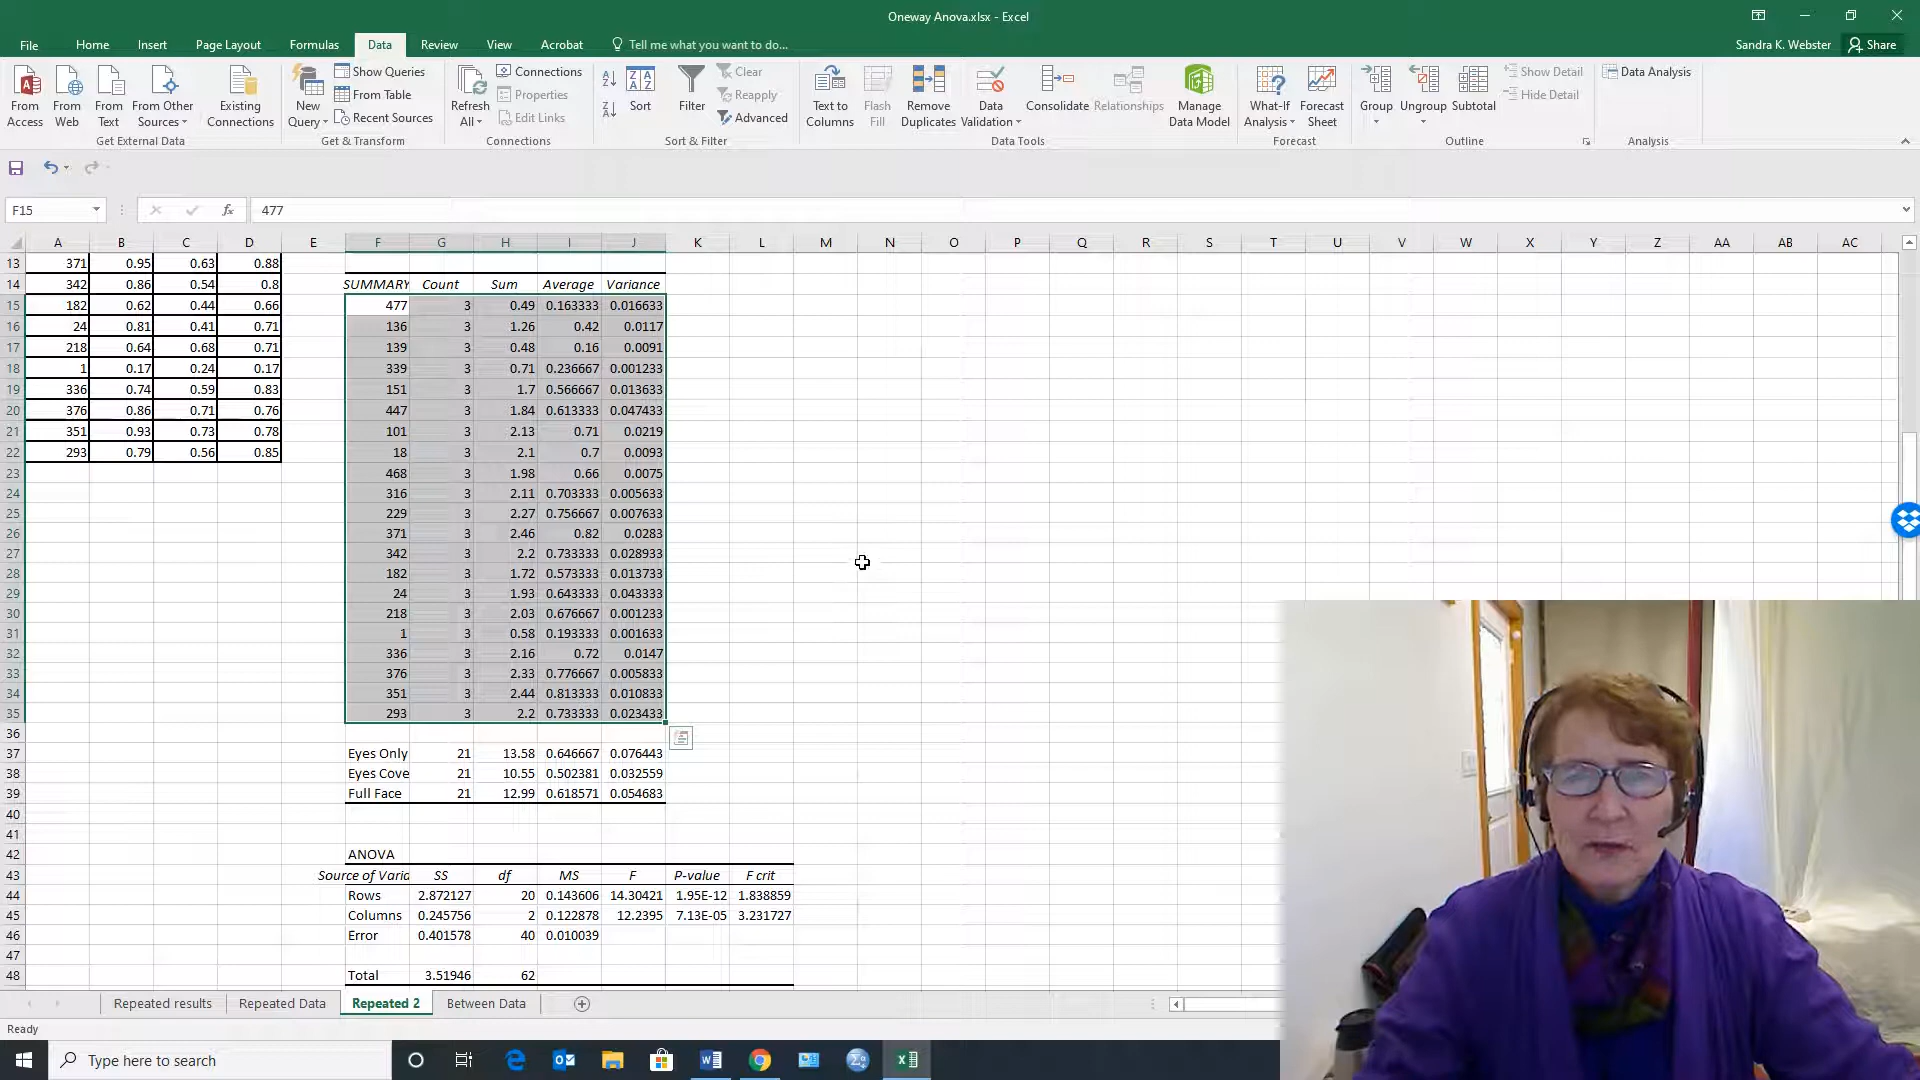 Oneway Anova.xlsx - Excel
File Home Insert Page Layout Formulas Data Review View Acrobat Tell me what you want to do... Sandra K. Webster Share
From Access
From Web
From Text
From Other Sources
Existing Connections
Get External Data
New Query
Show Queries
From Table
Recent Sources
Get & Transform
Refresh All
Connections
Properties
Edit Links
Connections
Sort
Filter
Clear
Reapply
Advanced
Sort & Filter
Text to Columns
Flash Fill
Remove Duplicates
Data Validation
Consolidate
Relationships
Manage Data Model
Data Tools
What-If Analysis
Forecast Sheet
Forecast
Group
Ungroup
Subtotal
Show Detail
Hide Detail
Outline
Data Analysis
Analysis
F15 fx 477
A B C D E F G H I J K L M N O P Q R S T U V W X Y Z AA AB AC
13 371 0.95 0.63 0.88
14 342 0.86 0.54 0.8 SUMMARY Count Sum Average Variance
15 182 0.62 0.44 0.66 477 3 0.49 0.163333 0.016633
16 24 0.81 0.41 0.71 136 3 1.26 0.42 0.0117
17 218 0.64 0.68 0.71 139 3 0.48 0.16 0.0091
18 1 0.17 0.24 0.17 339 3 0.71 0.236667 0.001233
19 336 0.74 0.59 0.83 151 3 1.7 0.566667 0.013633
20 376 0.86 0.71 0.76 447 3 1.84 0.613333 0.047433
21 351 0.93 0.73 0.78 101 3 2.13 0.71 0.0219
22 293 0.79 0.56 0.85 18 3 2.1 0.7 0.0093
23 468 3 1.98 0.66 0.0075
24 316 3 2.11 0.703333 0.005633
25 229 3 2.27 0.756667 0.007633
26 371 3 2.46 0.82 0.0283
27 342 3 2.2 0.733333 0.028933
28 182 3 1.72 0.573333 0.013733
29 24 3 1.93 0.643333 0.043333
30 218 3 2.03 0.676667 0.001233
31 1 3 0.58 0.193333 0.001633
32 336 3 2.16 0.72 0.0147
33 376 3 2.33 0.776667 0.005833
34 351 3 2.44 0.813333 0.010833
35 293 3 2.2 0.733333 0.023433
36
37 Eyes Only 21 13.58 0.646667 0.076443
38 Eyes Cove 21 10.55 0.502381 0.032559
39 Full Face 21 12.99 0.618571 0.054683
40
41
42 ANOVA
43 Source of Varia SS df MS F P-value F crit
44 Rows 2.872127 20 0.143606 14.30421 1.95E-12 1.838859
45 Columns 0.245756 2 0.122878 12.2395 7.13E-05 3.231727
46 Error 0.401578 40 0.010039
47
48 Total 3.51946 62
Repeated results Repeated Data Repeated 2 Between Data
Ready
Type here to search